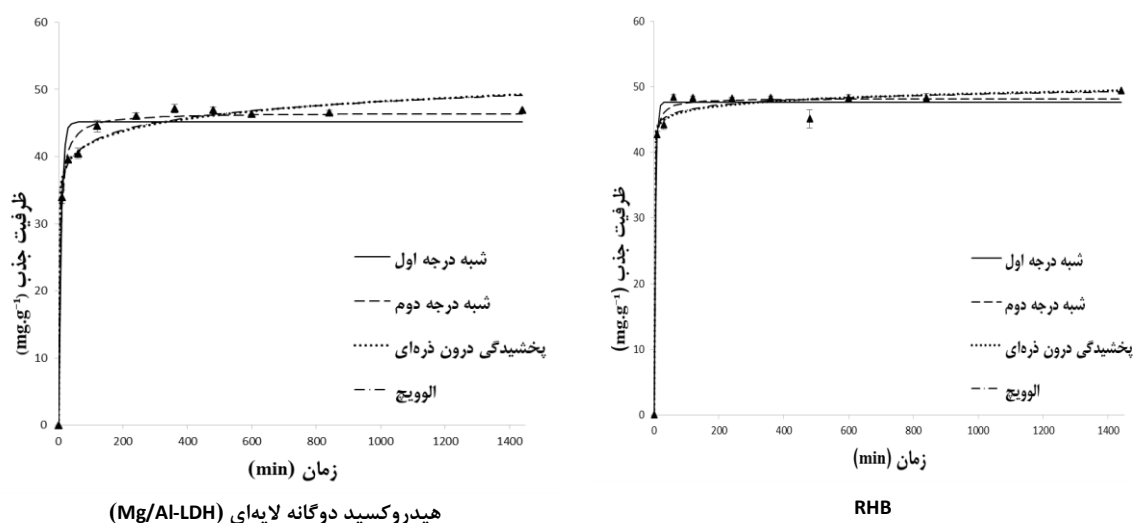 60
50
40
30
20
10
0
0
200
400
600
800
1000
1200
1400
ظرفیت جذب (mg.g⁻¹)
شبه درجه اول
شبه درجه دوم
پخشیدگی درون ذره‌ای
الوویچ
زمان (min)
هیدروکسید دوگانه لایه‌ای (Mg/Al-LDH)
60
50
40
30
20
10
0
0
200
400
600
800
1000
1200
1400
ظرفیت جذب (mg.g⁻¹)
شبه درجه اول
شبه درجه دوم
پخشیدگی درون ذره‌ای
الوویچ
زمان (min)
RHB